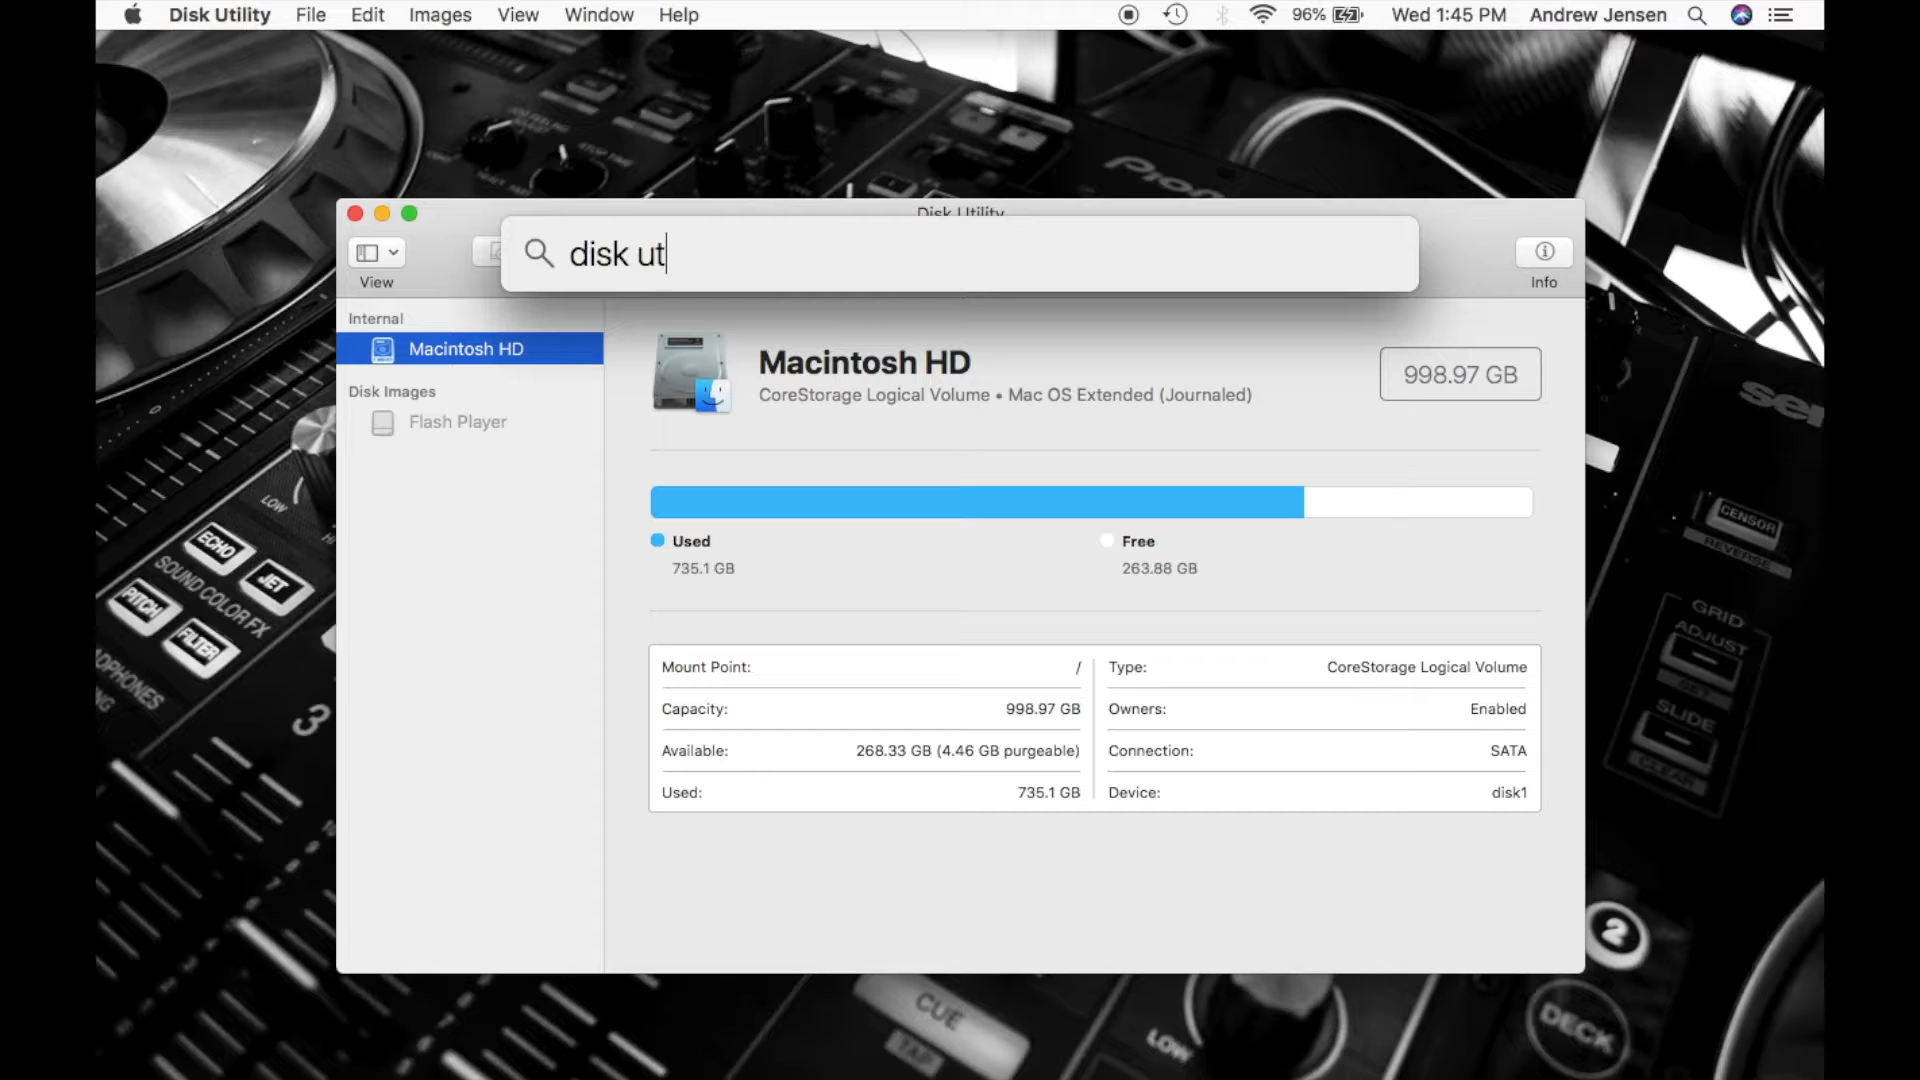 Disk Utility File Edit Images View Window Help 96% Wed 1:45 PM Andrew Jensen
Disk Utility
disk ut
View
Info
Internal
Macintosh HD
Disk Images
Flash Player
Macintosh HD
CoreStorage Logical Volume • Mac OS Extended (Journaled)
998.97 GB
Used
735.1 GB
Free
263.88 GB
Mount Point: /
Type: CoreStorage Logical Volume
Capacity: 998.97 GB
Owners: Enabled
Available: 268.33 GB (4.46 GB purgeable)
Connection: SATA
Used: 735.1 GB
Device: disk1
STOP TIME
LOW
ECHO
JET
PITCH
FILTER
SOUND COLOR FX
3
CENSOR
REVERSE
GRID
ADJUST
SET
SLIDE
CLEAR
2
CUE
LOW
DECK